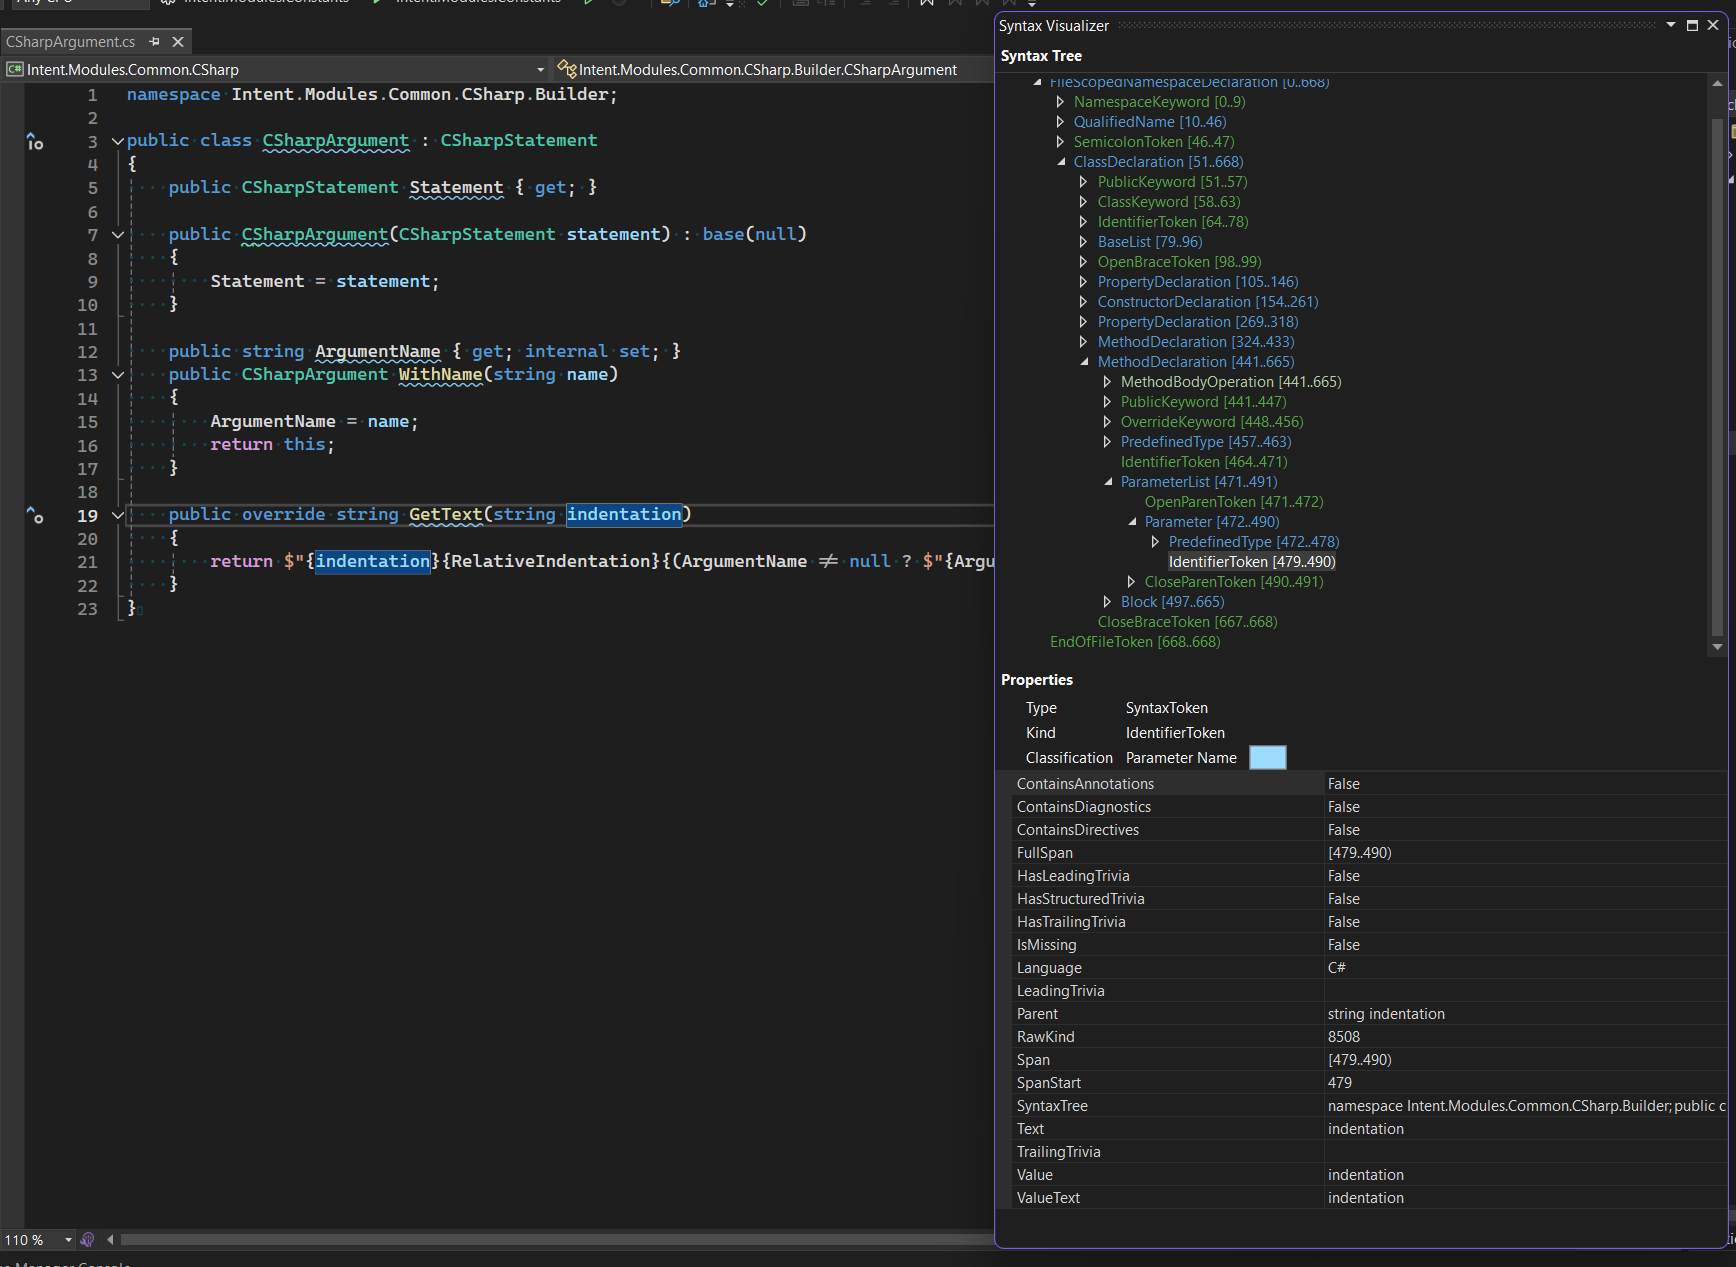 CSharpArgument.cs
Intent.Modules.Common.CSharp
Intent.Modules.Common.CSharp.Builder.CSharpArgument
1 namespace Intent.Modules.Common.CSharp.Builder;
2
3 public class CSharpArgument : CSharpStatement
4 {
5 public CSharpStatement Statement { get; }
6
7 public CSharpArgument(CSharpStatement statement) : base(null)
8 {
9 Statement = statement;
10 }
11
12 public string ArgumentName { get; internal set; }
13 public CSharpArgument WithName(string name)
14 {
15 ArgumentName = name;
16 return this;
17 }
18
19 public override string GetText(string indentation)
20 {
21 return $"{indentation}{RelativeIndentation}{(ArgumentName != null ? $"{Argu
22 }
23 }
110 %
Syntax Visualizer
Syntax Tree
FileScopedNamespaceDeclaration [0..668)
NamespaceKeyword [0..9)
QualifiedName [10..46)
SemicolonToken [46..47)
ClassDeclaration [51..668)
PublicKeyword [51..57)
ClassKeyword [58..63)
IdentifierToken [64..78)
BaseList [79..96)
OpenBraceToken [98..99)
PropertyDeclaration [105..146)
ConstructorDeclaration [154..261)
PropertyDeclaration [269..318)
MethodDeclaration [324..433)
MethodDeclaration [441..665)
MethodBodyOperation [441..665)
PublicKeyword [441..447)
OverrideKeyword [448..456)
PredefinedType [457..463)
IdentifierToken [464..471)
ParameterList [471..491)
OpenParenToken [471..472)
Parameter [472..490)
PredefinedType [472..478)
IdentifierToken [479..490)
CloseParenToken [490..491)
Block [497..665)
CloseBraceToken [667..668)
EndOfFileToken [668..668)
Properties
Type SyntaxToken
Kind IdentifierToken
Classification Parameter Name
ContainsAnnotations False
ContainsDiagnostics False
ContainsDirectives False
FullSpan [479..490)
HasLeadingTrivia False
HasStructuredTrivia False
HasTrailingTrivia False
IsMissing False
Language C#
LeadingTrivia
Parent string indentation
RawKind 8508
Span [479..490)
SpanStart 479
SyntaxTree namespace Intent.Modules.Common.CSharp.Builder; public c
Text indentation
TrailingTrivia
Value indentation
ValueText indentation